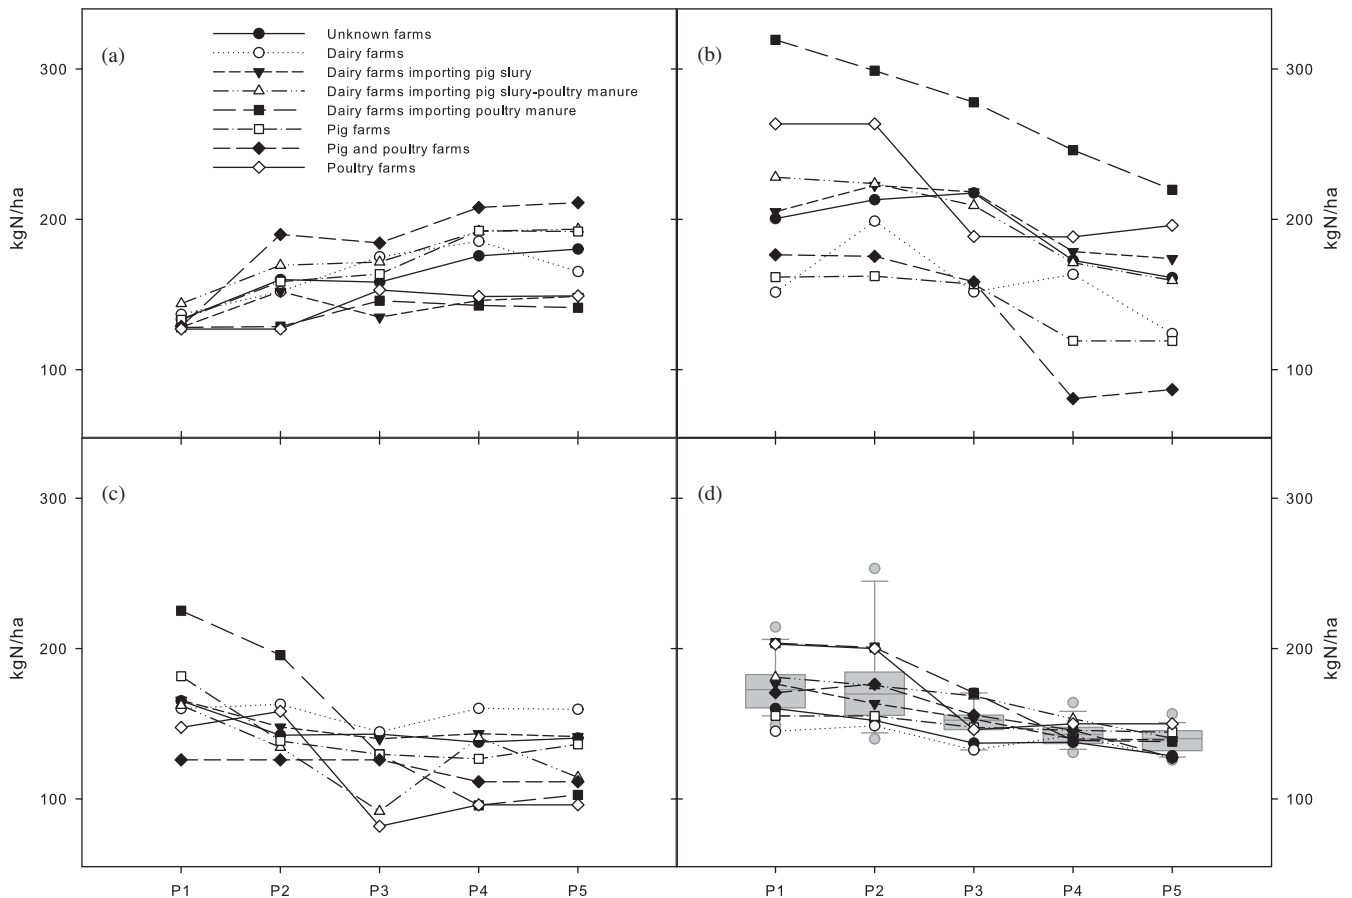 (a)
Unknown farms
Dairy farms
Dairy farms importing pig slury
Dairy farms importing pig slury-poultry manure
Dairy farms importing poultry manure
Pig farms
Pig and poultry farms
Poultry farms
300
200
100
kgN/ha
(b)
300
200
100
kgN/ha
(c)
300
200
100
kgN/ha
P1 P2 P3 P4 P5
(d)
300
200
100
kgN/ha
P1 P2 P3 P4 P5